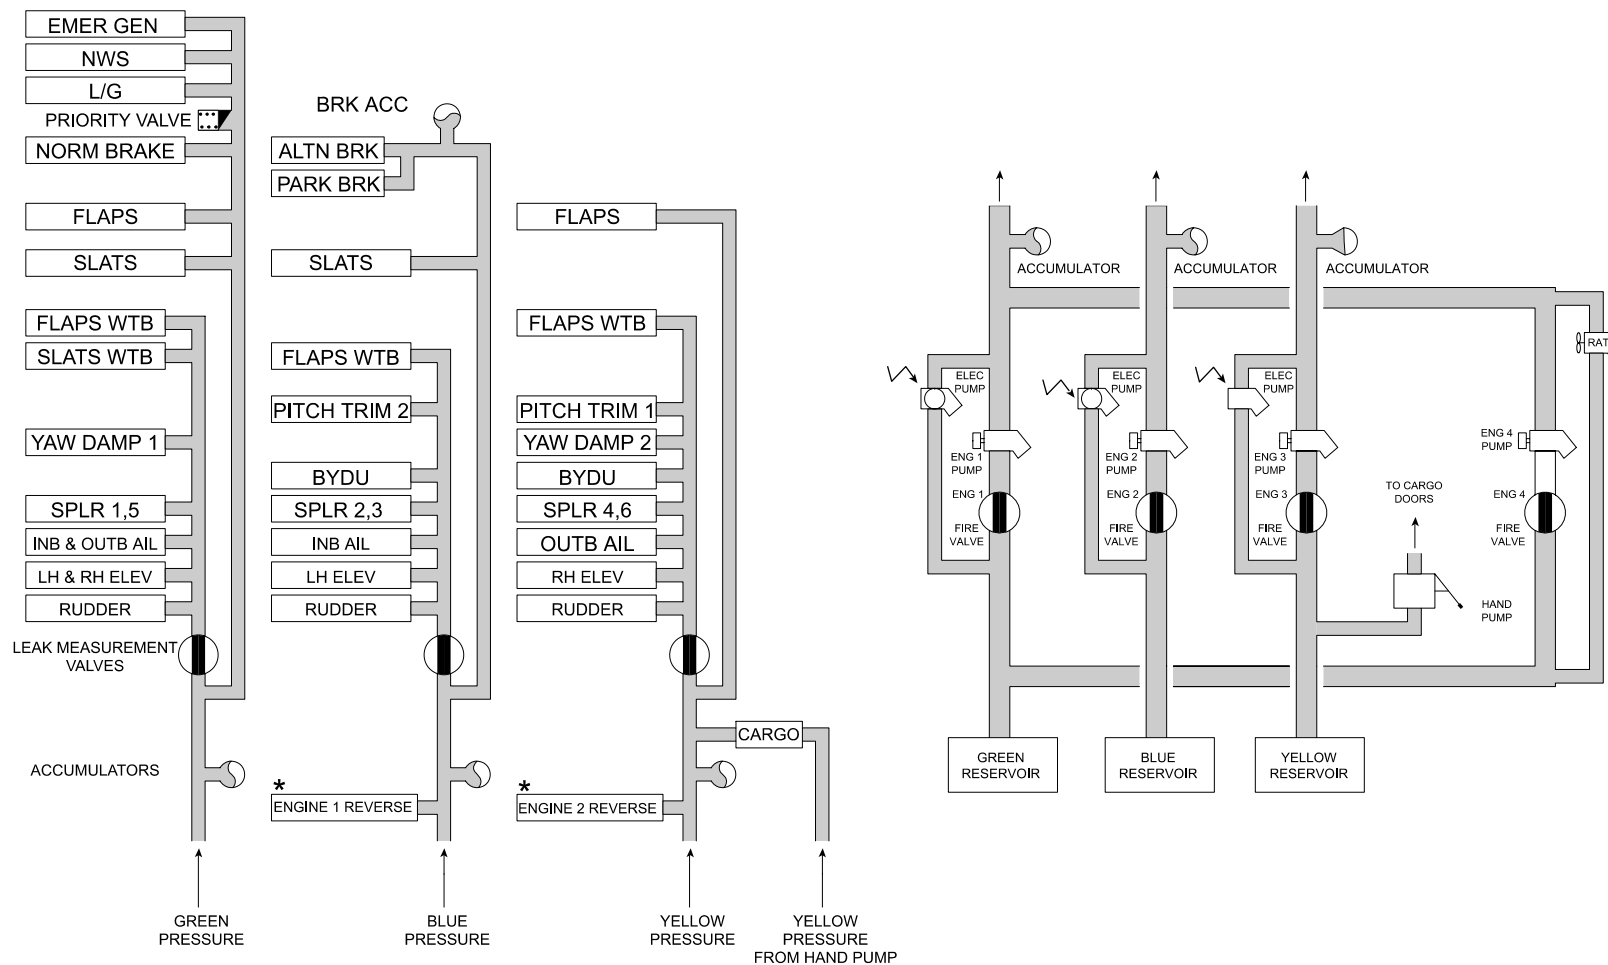 EMER GEN
NWS
L/G
PRIORITY VALVE
NORM BRAKE
FLAPS
SLATS
FLAPS WTB
SLATS WTB
YAW DAMP 1
SPLR 1,5
INB & OUTB AIL
LH & RH ELEV
RUDDER
LEAK MEASUREMENT
VALVES
ACCUMULATORS
GREEN
PRESSURE
BRK ACC
ALTN BRK
PARK BRK
SLATS
FLAPS WTB
PITCH TRIM 2
BYDU
SPLR 2,3
INB AIL
LH ELEV
RUDDER
*
ENGINE 1 REVERSE
BLUE
PRESSURE
FLAPS
FLAPS WTB
PITCH TRIM 1
YAW DAMP 2
BYDU
SPLR 4,6
OUTB AIL
RH ELEV
RUDDER
CARGO
*
ENGINE 2 REVERSE
YELLOW
PRESSURE
YELLOW
PRESSURE
FROM HAND PUMP
ACCUMULATOR
ELEC
PUMP
ENG 1
PUMP
ENG 1
FIRE
VALVE
GREEN
RESERVOIR
ACCUMULATOR
ELEC
PUMP
ENG 2
PUMP
ENG 2
FIRE
VALVE
BLUE
RESERVOIR
ACCUMULATOR
ELEC
PUMP
ENG 3
PUMP
ENG 3
FIRE
VALVE
YELLOW
RESERVOIR
TO CARGO
DOORS
HAND
PUMP
RAT
ENG 4
PUMP
ENG 4
FIRE
VALVE